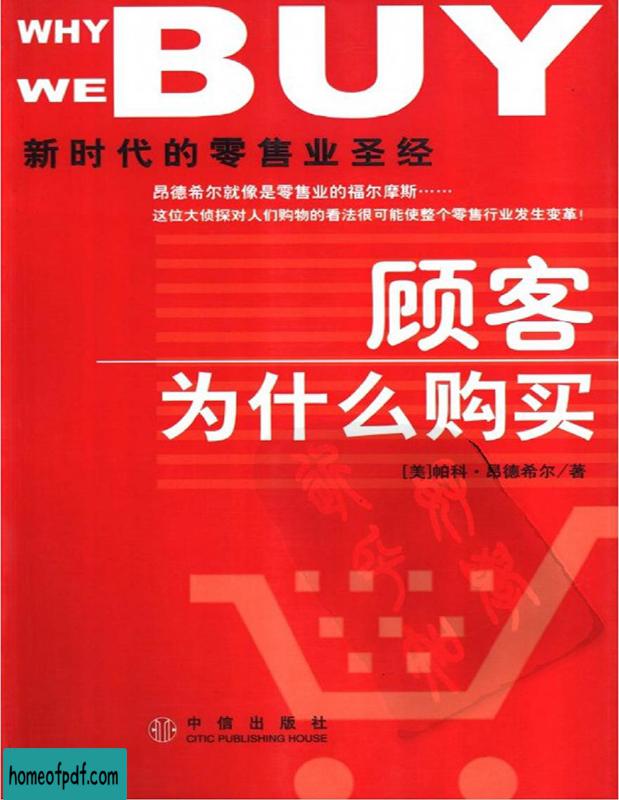 WHY
WE BUY
新时代的零售业圣经
昂德希尔就像是零售业的福尔摩斯……
这位大侦探对人们购物的看法很可能使整个零售行业发生变革！
顾客
为什么购买
[美]帕科·昂德希尔/著
中信出版社
CITIC PUBLISHING HOUSE
homeofpdf.com